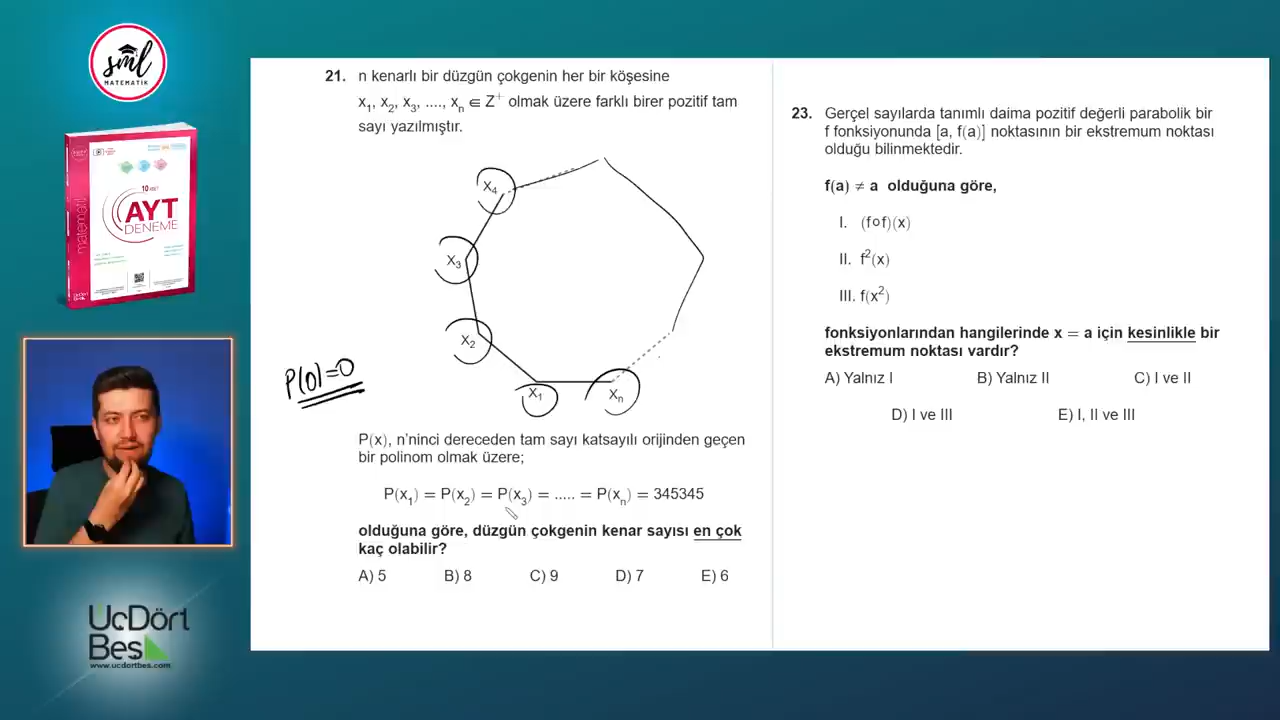 sml
MATEMATİK
AYT
DENEME
matematik
21. n kenarlı bir düzgün çokgenin her bir köşesine
x1, x2, x3, ...., xn ∈ Z+ olmak üzere farklı birer pozitif tam
sayı yazılmıştır.
x4
x3
x2
x1
xn
P(0)=0
P(x), n'ninci dereceden tam sayı katsayılı orijinden geçen
bir polinom olmak üzere;
P(x1) = P(x2) = P(x3) = ..... = P(xn) = 345345
olduğuna göre, düzgün çokgenin kenar sayısı en çok
kaç olabilir?
A) 5 B) 8 C) 9 D) 7 E) 6
23. Gerçel sayılarda tanımlı daima pozitif değerli parabolik bir
f fonksiyonunda [a, f(a)] noktasının bir ekstremum noktası
olduğu bilinmektedir.
f(a) ≠ a olduğuna göre,
I. (fof)(x)
II. f²(x)
III. f(x²)
fonksiyonlarından hangilerinde x = a için kesinlikle bir
ekstremum noktası vardır?
A) Yalnız I B) Yalnız II C) I ve II
D) I ve III E) I, II ve III
ÜçDört
Beş
www.ucdortbes.com